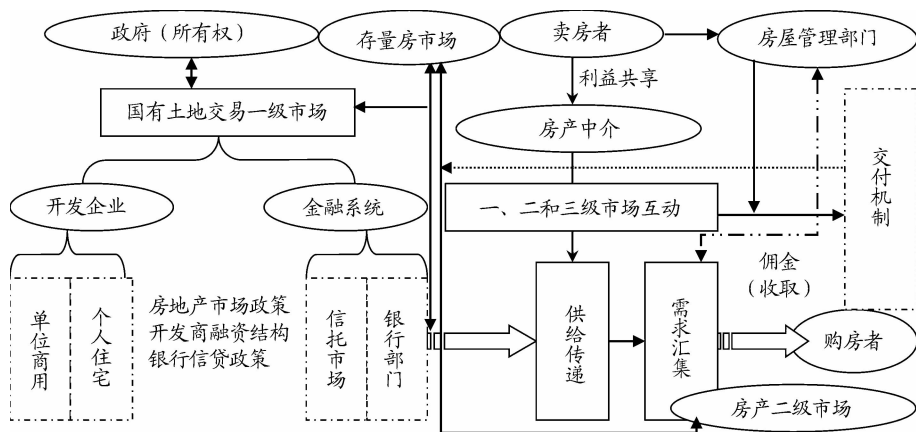 政府（所有权）
存量房市场
卖房者
房屋管理部门
利益共享
国有土地交易一级市场
房产中介
交付机制
开发企业
金融系统
一、二和三级市场互动
佣金
（收取）
单位商用
个人住宅
房地产市场政策
开发商融资结构
银行信贷政策
信托市场
银行部门
供给传递
需求汇集
购房者
房产二级市场